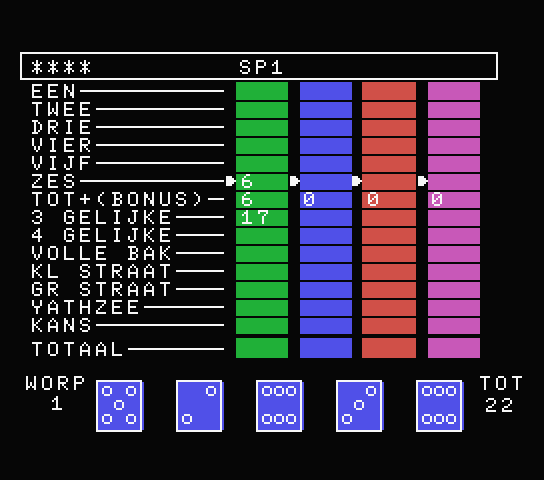 **** SP1
EEN
TWEE
DRIE
VIER
VIJF
ZES 6
TOT+(BONUS) 6 0 0 0
3 GELIJKE 17
4 GELIJKE
VOLLE BAK
KL STRAAT
GR STRAAT
YATHZEE
KANS
TOTAAL
WORP TOT
1 22